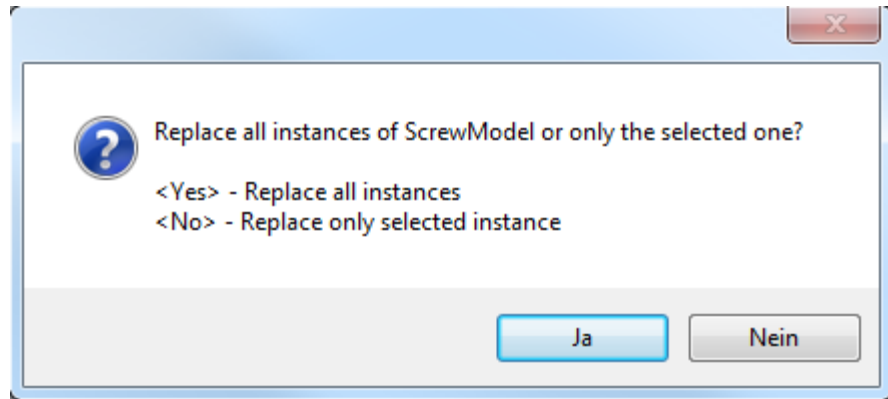 Replace all instances of ScrewModel or only the selected one?
<Yes> - Replace all instances
<No> - Replace only selected instance
Ja
Nein